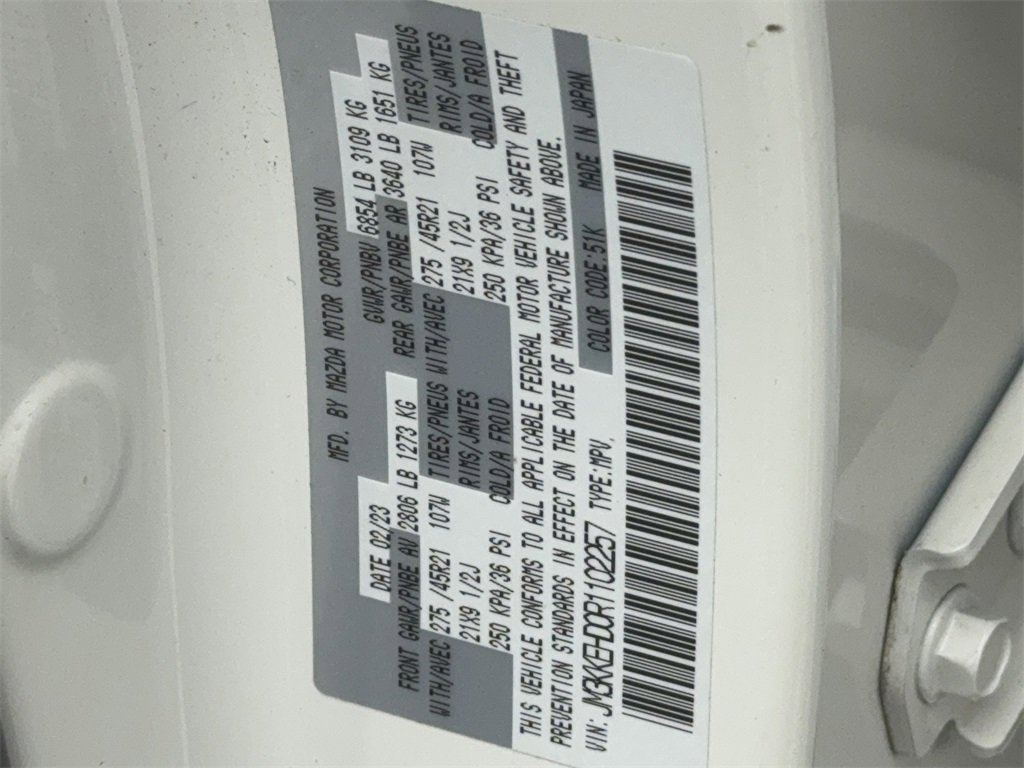 MFD. BY MAZDA MOTOR CORPORATION
DATE 02/23 GVWR/PNBV 6854 LB 3109 KG
FRONT GAWR/PNBE AV 2806 LB 1273 KG REAR GAWR/PNBE AR 3640 LB 1651 KG
WITH/AVEC 275 /45R21 107W TIRES/PNEUS WITH/AVEC 275 /45R21 107W TIRES/PNEUS
21X9 1/2J RIMS/JANTES 21X9 1/2J RIMS/JANTES
250 KPA/36 PSI COLD/A FROID 250 KPA/36 PSI COLD/A FROID
THIS VEHICLE CONFORMS TO ALL APPLICABLE FEDERAL MOTOR VEHICLE SAFETY AND THEFT
PREVENTION STANDARDS IN EFFECT ON THE DATE OF MANUFACTURE SHOWN ABOVE.
VIN: JM3KKEHD0R1102257 TYPE:MPV, COLOR CODE:51K MADE IN JAPAN